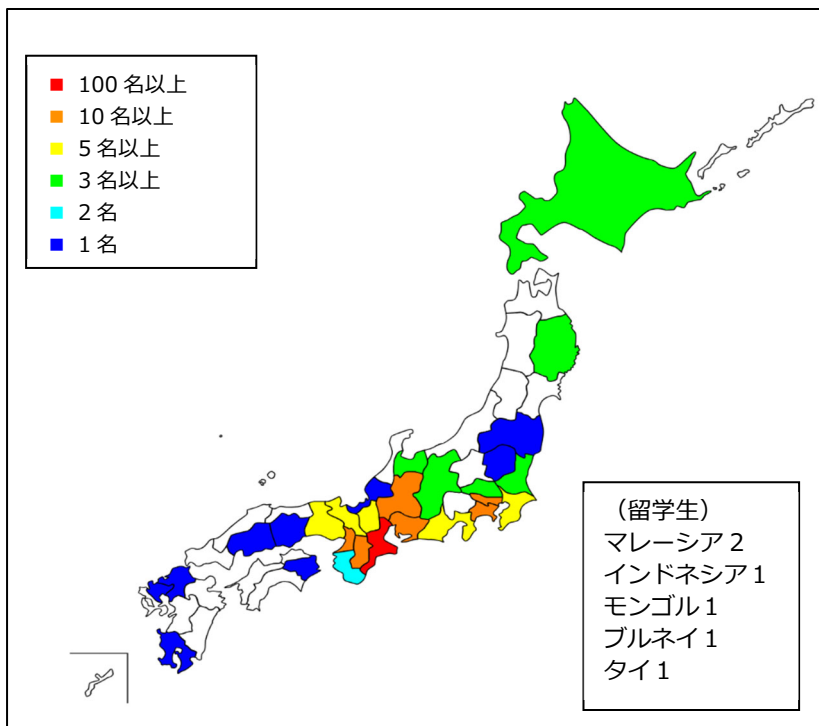 100 名以上
10 名以上
5 名以上
3 名以上
2 名
1 名
（留学生）
マレーシア２
インドネシア１
モンゴル１
ブルネイ１
タイ１